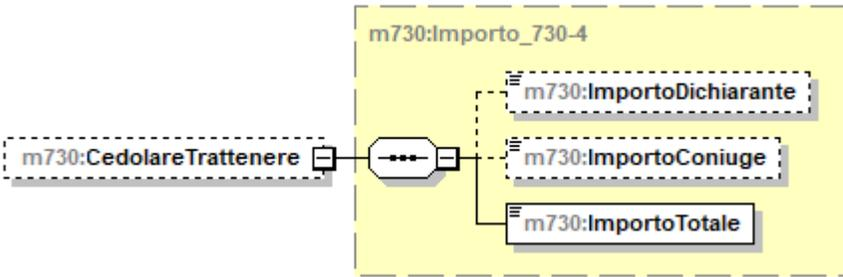 m730:Importo_730-4
m730:ImportoDichiarante
m730:CedolareTrattenere
m730:ImportoConiuge
m730:ImportoTotale